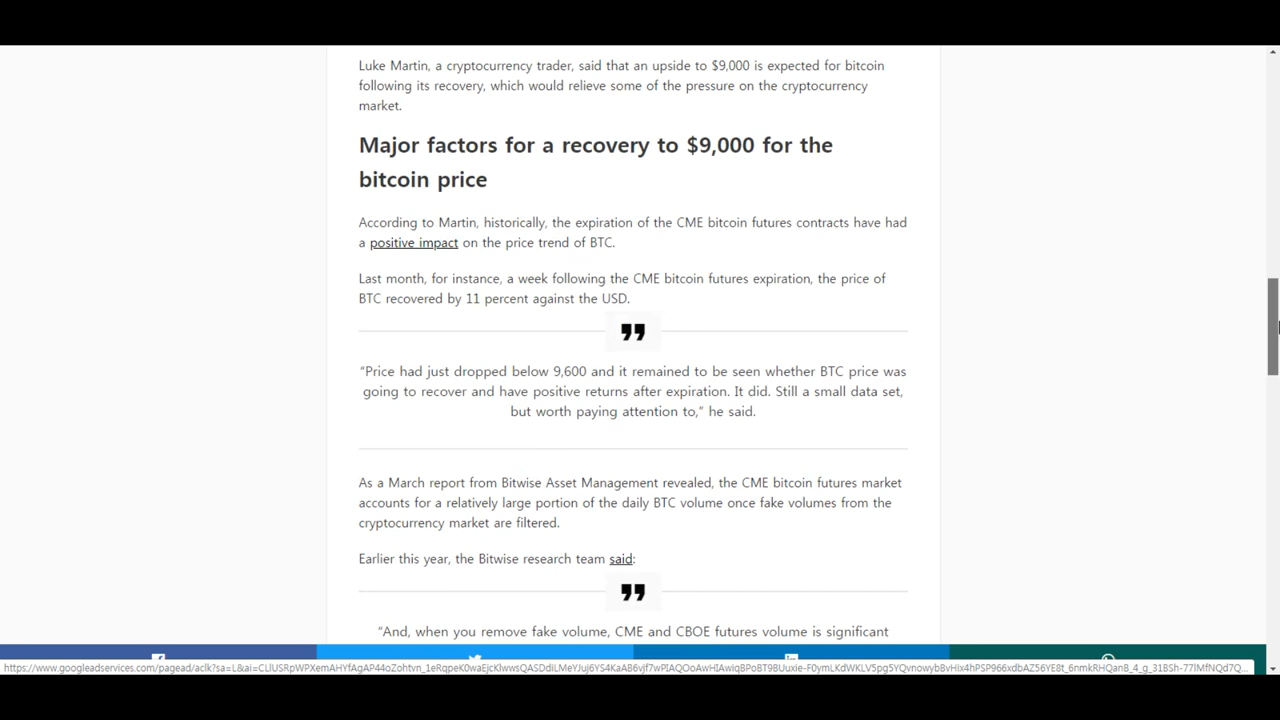 Luke Martin, a cryptocurrency trader, said that an upside to $9,000 is expected for bitcoin
following its recovery, which would relieve some of the pressure on the cryptocurrency
market.
Major factors for a recovery to $9,000 for the
bitcoin price
According to Martin, historically, the expiration of the CME bitcoin futures contracts have had
a positive impact on the price trend of BTC.
Last month, for instance, a week following the CME bitcoin futures expiration, the price of
BTC recovered by 11 percent against the USD.
“Price had just dropped below 9,600 and it remained to be seen whether BTC price was
going to recover and have positive returns after expiration. It did. Still a small data set,
but worth paying attention to,” he said.
As a March report from Bitwise Asset Management revealed, the CME bitcoin futures market
accounts for a relatively large portion of the daily BTC volume once fake volumes from the
cryptocurrency market are filtered.
Earlier this year, the Bitwise research team said:
“And, when you remove fake volume, CME and CBOE futures volume is significant